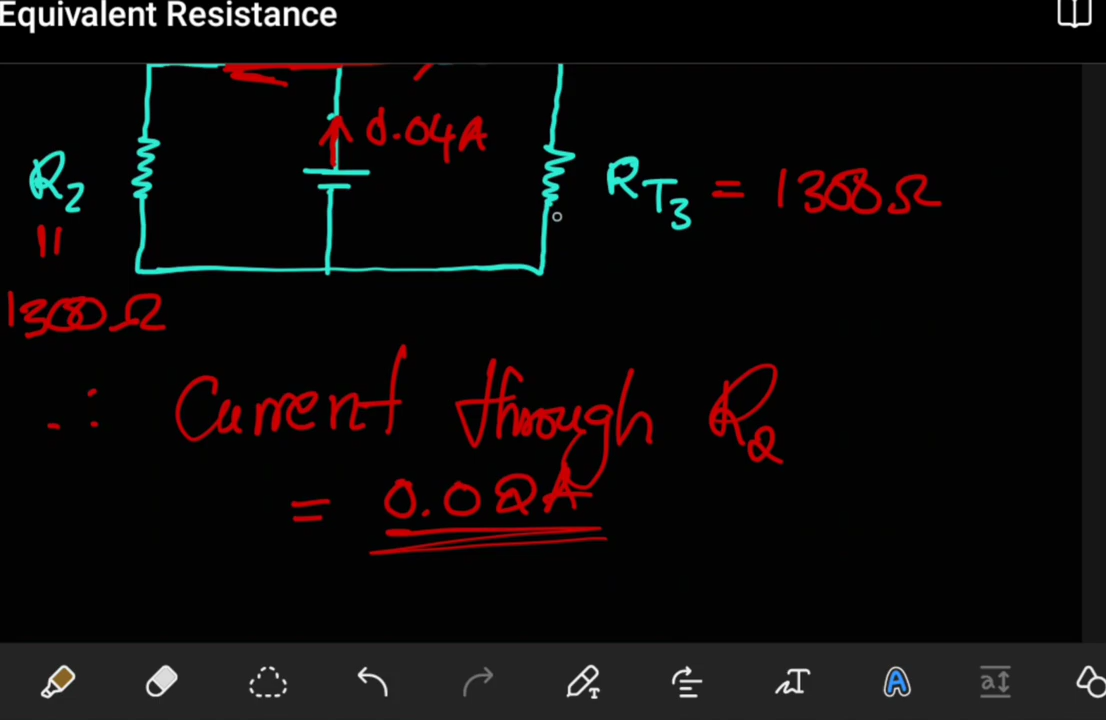 Equivalent Resistance
0.04A
R2
=
1300Ω
RT3 = 1300Ω
∴ Current through R2
= 0.02A
T
T
A
a